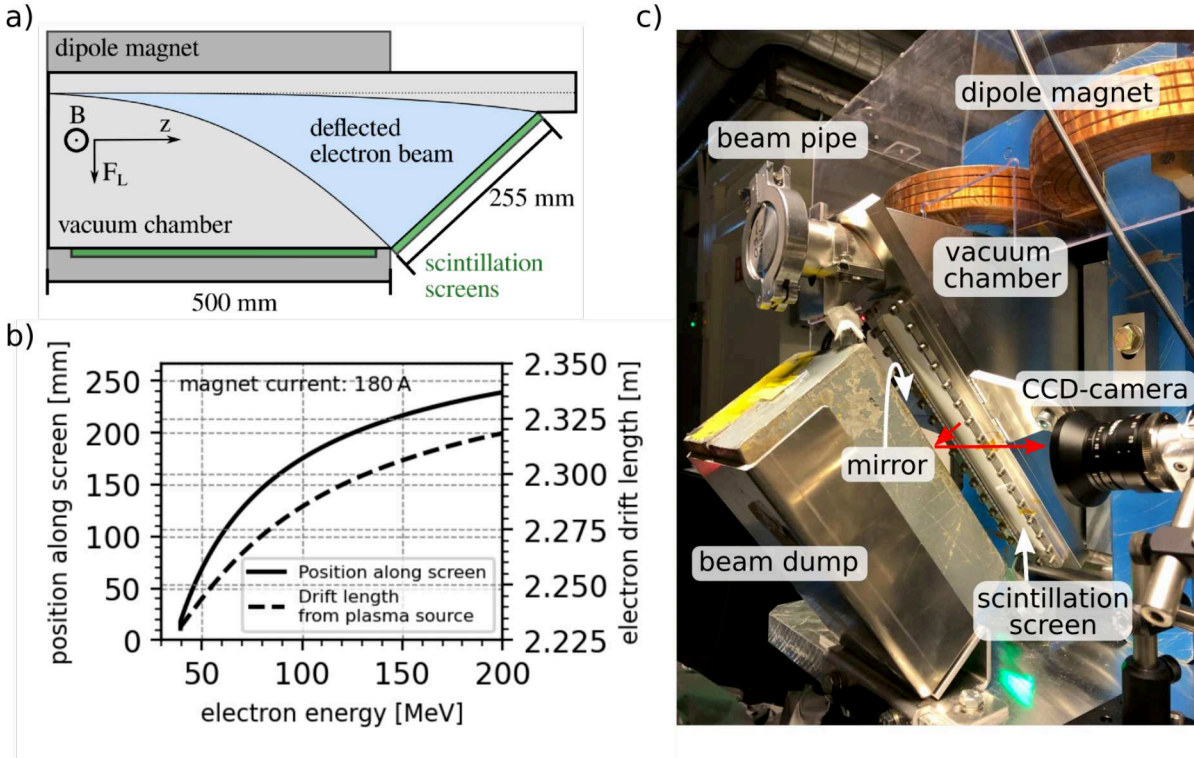 a)
dipole magnet
B
z
F_L
deflected
electron beam
vacuum chamber
255 mm
scintillation
screens
500 mm
b)
position along screen [mm]
250
200
150
100
50
0
magnet current: 180 A
Position along screen
Drift length
from plasma source
50
100
150
200
electron energy [MeV]
2.350
2.325
2.300
2.275
2.250
2.225
electron drift length [m]
c)
dipole magnet
beam pipe
vacuum
chamber
CCD-camera
mirror
beam dump
scintillation
screen